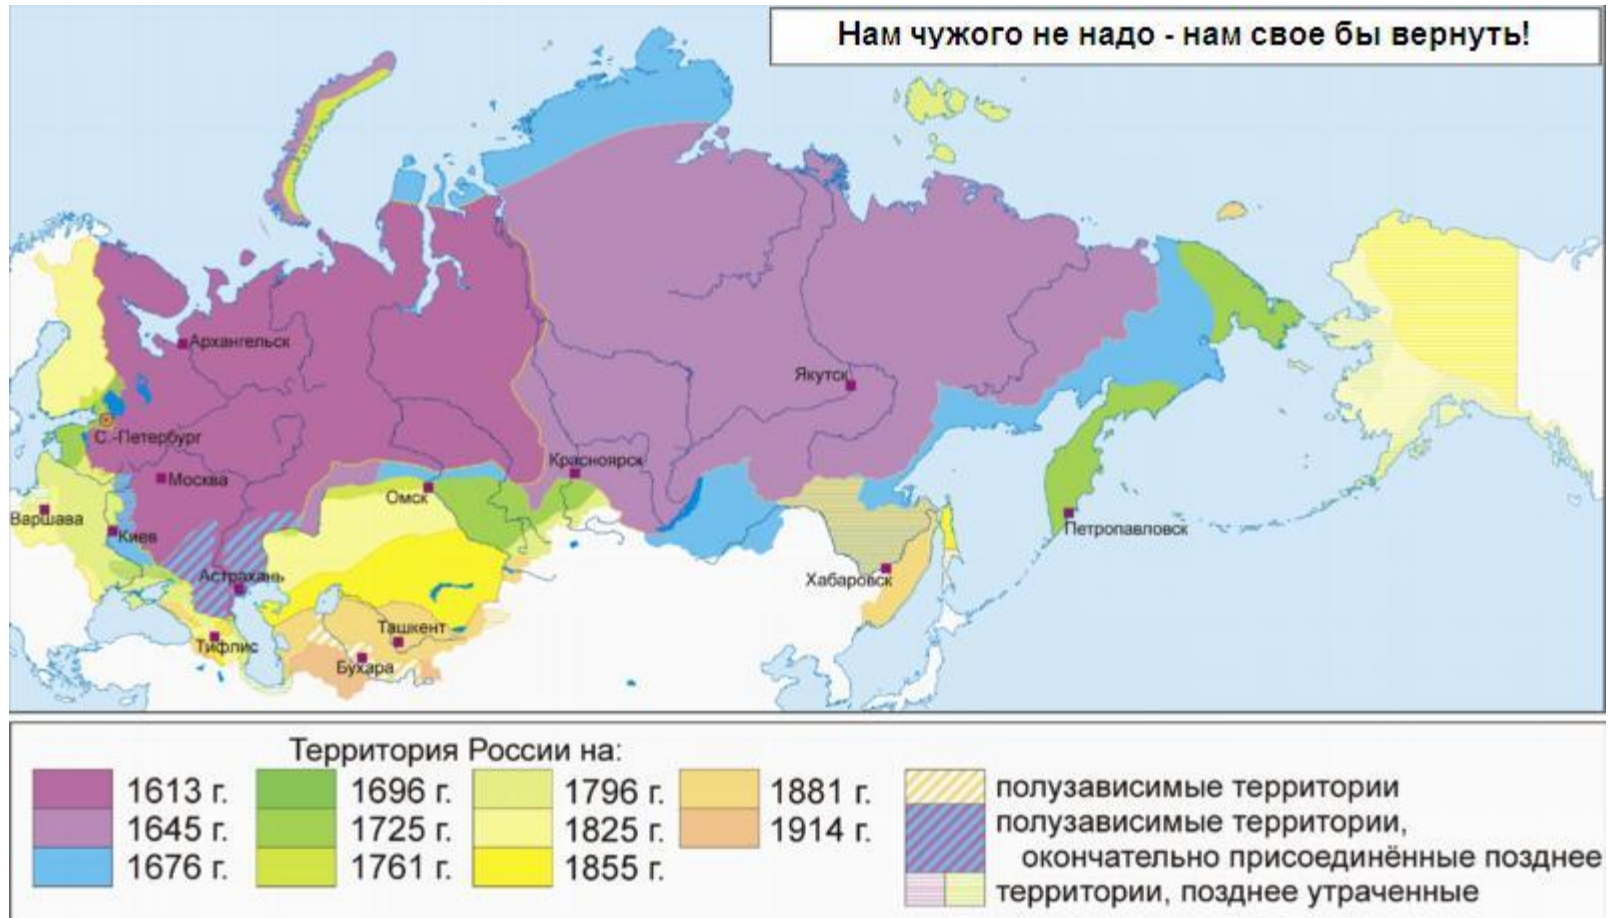 Нам чужого не надо - нам свое бы вернуть!
Архангельск
Якутск
С.-Петербург
Москва
Красноярск
Омск
Варшава
Киев
Петропавловск
Астрахань
Хабаровск
Ташкент
Тифлис
Бухара
Территория России на:
1613 г.
1645 г.
1676 г.
1696 г.
1725 г.
1761 г.
1796 г.
1825 г.
1855 г.
1881 г.
1914 г.
полузависимые территории
полузависимые территории,
окончательно присоединённые позднее
территории, позднее утраченные